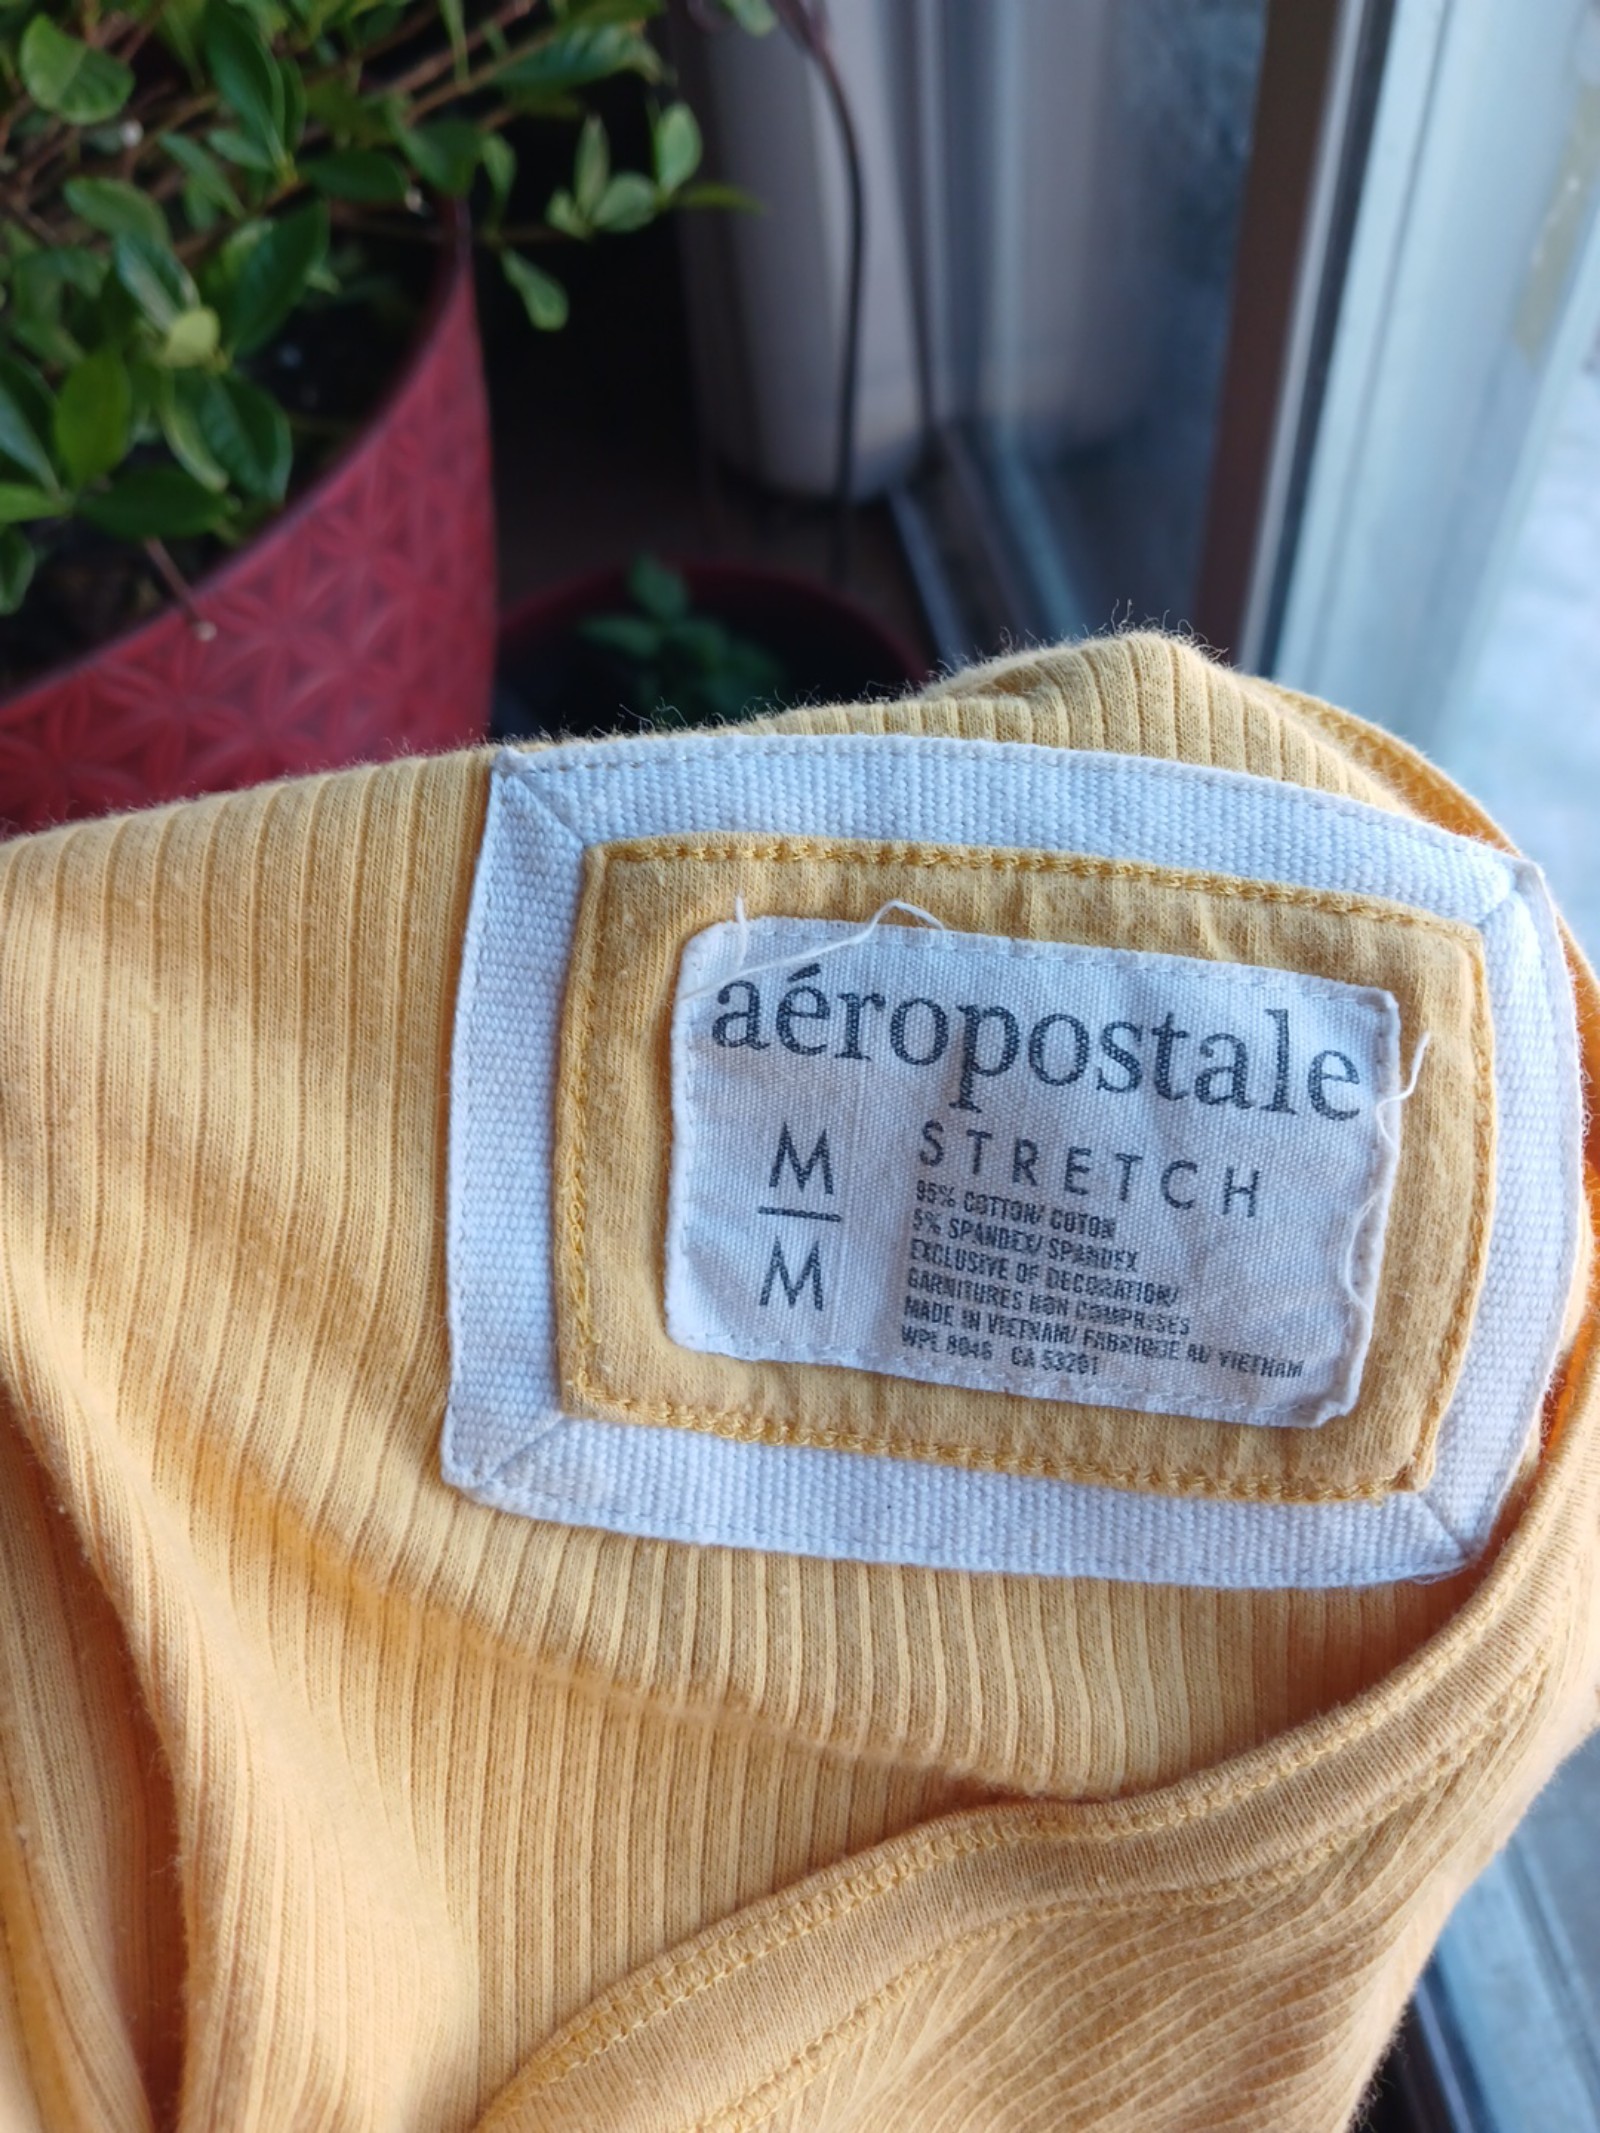 aéropostale
M
M
STRETCH
95% COTTON/ COTON
5% SPANDEX/ SPANDEX
EXCLUSIVE OF DECORATION/
GARNITURES NON COMPRISES
MADE IN VIETNAM/ FABRIQUE AU VIETNAM
WPL 8046 CA 53201